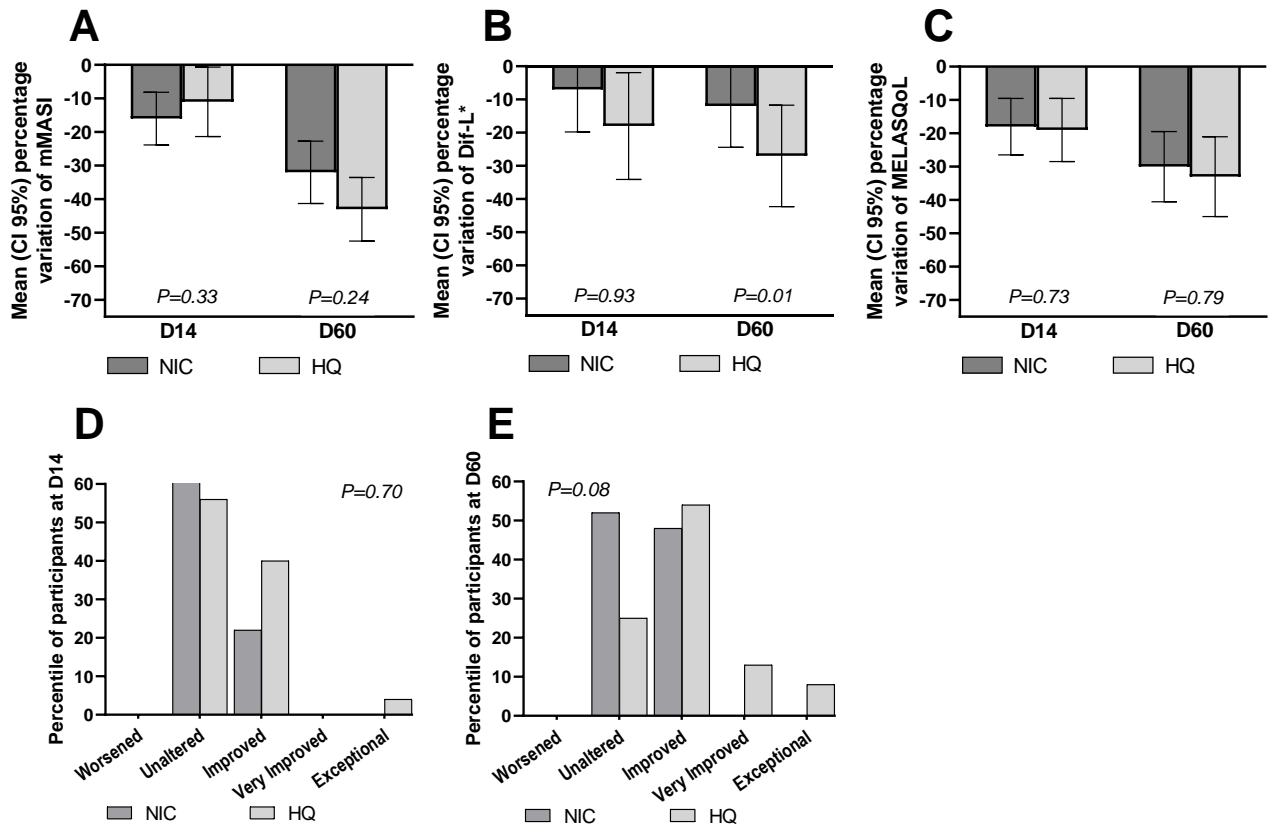 A
Mean (CI 95%) percentage
variation of mMASI
0
-10
-20
-30
-40
-50
-60
-70
P=0.33
P=0.24
D14
D60
NIC
HQ
B
Mean (CI 95%) percentage
variation of Dif-L*
0
-10
-20
-30
-40
-50
-60
-70
P=0.93
P=0.01
D14
D60
NIC
HQ
C
Mean (CI 95%) percentage
variation of MELASQoL
0
-10
-20
-30
-40
-50
-60
-70
P=0.73
P=0.79
D14
D60
NIC
HQ
D
Percentile of participants at D14
60
50
40
30
20
10
0
P=0.70
Worsened
Unaltered
Improved
Very Improved
Exceptional
NIC
HQ
E
Percentile of participants at D60
60
50
40
30
20
10
0
P=0.08
Worsened
Unaltered
Improved
Very Improved
Exceptional
NIC
HQ